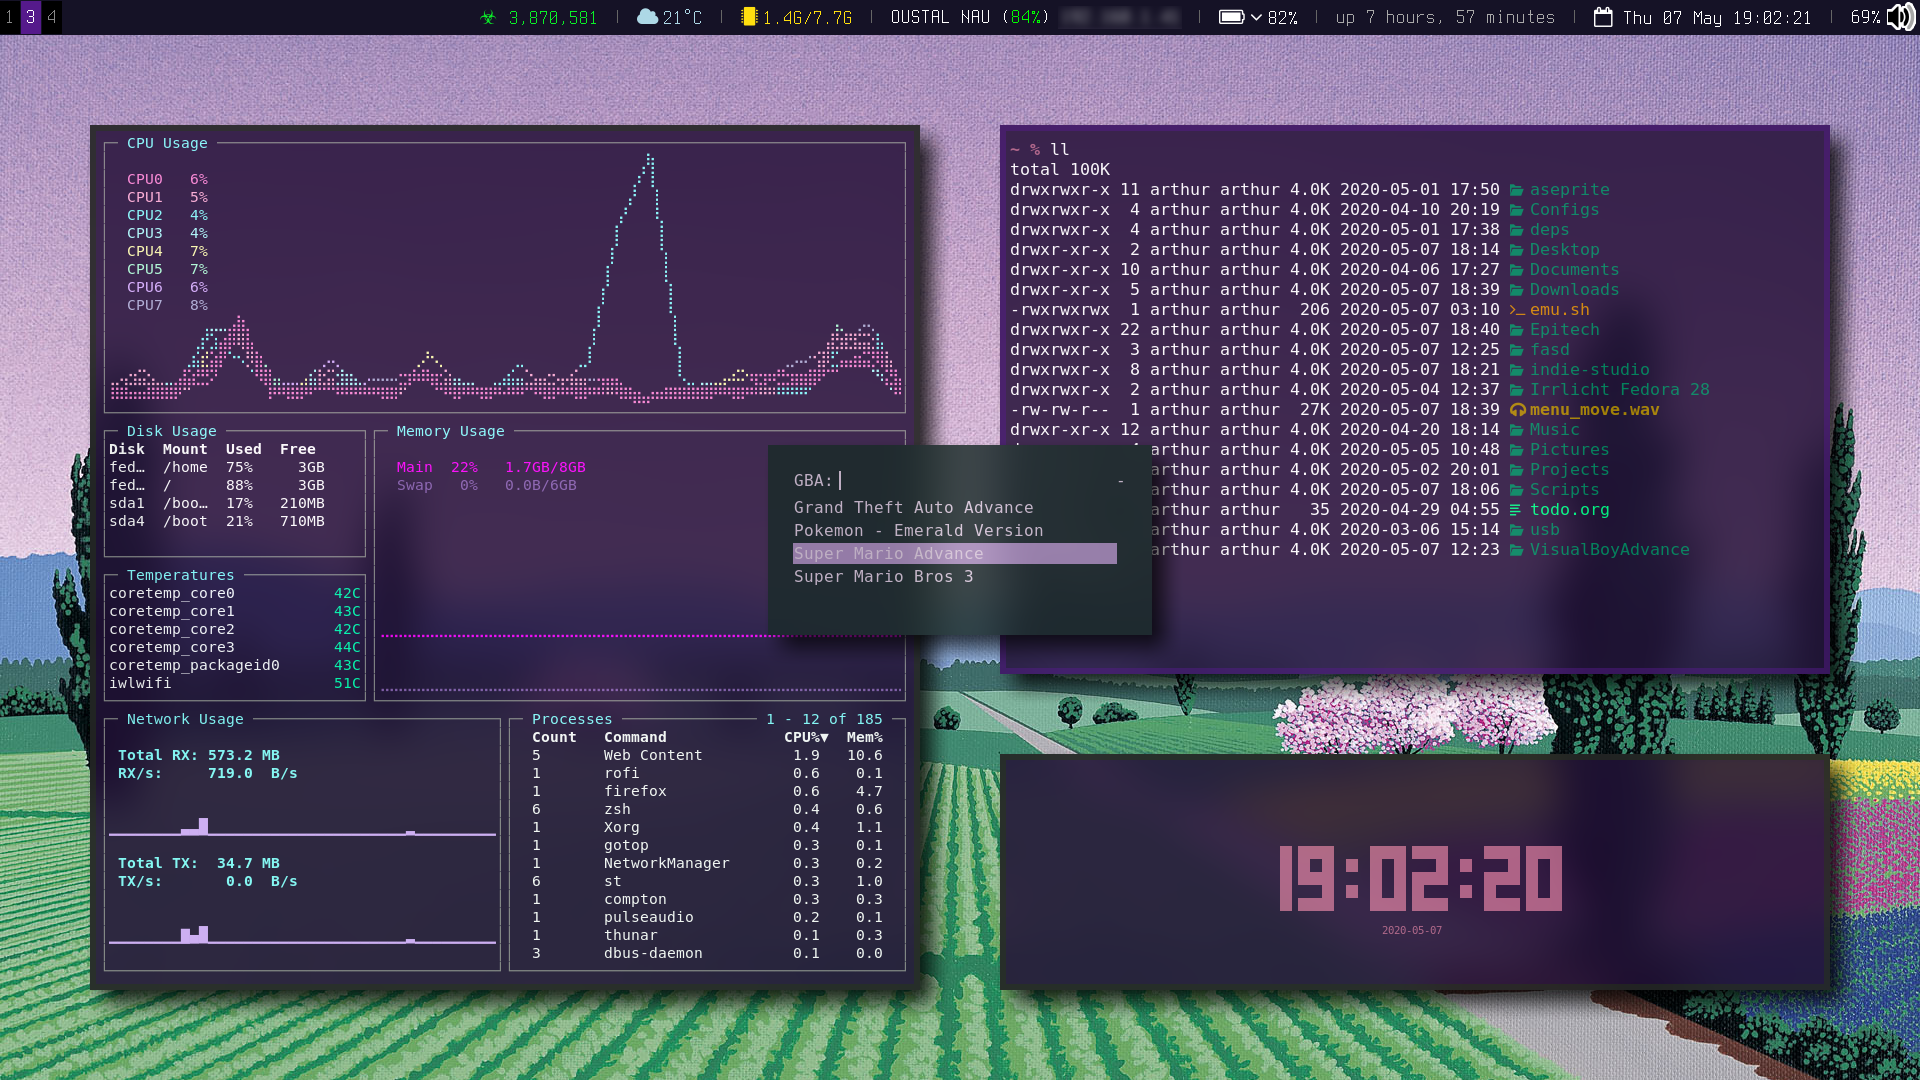 1 3 4 3,870,581 | 21°C | 1.4G/7.7G | OUSTAL NAU (84%) | 82% | up 7 hours, 57 minutes | Thu 07 May 19:02:21 | 69%
CPU Usage
CPU0 6%
CPU1 5%
CPU2 4%
CPU3 4%
CPU4 7%
CPU5 7%
CPU6 6%
CPU7 8%
Disk Usage
Disk Mount Used Free
fed… /home 75% 3GB
fed… / 88% 3GB
sda1 /boo… 17% 210MB
sda4 /boot 21% 710MB
Memory Usage
Main 22% 1.7GB/8GB
Swap 0% 0.0B/6GB
Temperatures
coretemp_core0 42C
coretemp_core1 43C
coretemp_core2 42C
coretemp_core3 44C
coretemp_packageid0 43C
iwlwifi 51C
Network Usage
Total RX: 573.2 MB
RX/s: 719.0 B/s
Total TX: 34.7 MB
TX/s: 0.0 B/s
Processes 1 - 12 of 185
Count Command CPU%▼ Mem%
5 Web Content 1.9 10.6
1 rofi 0.6 0.1
1 firefox 0.6 4.7
6 zsh 0.4 0.6
1 Xorg 0.4 1.1
1 gotop 0.3 0.1
1 NetworkManager 0.3 0.2
6 st 0.3 1.0
1 compton 0.3 0.3
1 pulseaudio 0.2 0.1
1 thunar 0.1 0.3
3 dbus-daemon 0.1 0.0
GBA: -
Grand Theft Auto Advance
Pokemon - Emerald Version
Super Mario Advance
Super Mario Bros 3
~ % ll
total 100K
drwxrwxr-x 11 arthur arthur 4.0K 2020-05-01 17:50 aseprite
drwxrwxr-x 4 arthur arthur 4.0K 2020-04-10 20:19 Configs
drwxrwxr-x 4 arthur arthur 4.0K 2020-05-01 17:38 deps
drwxr-xr-x 2 arthur arthur 4.0K 2020-05-07 18:14 Desktop
drwxr-xr-x 10 arthur arthur 4.0K 2020-04-06 17:27 Documents
drwxr-xr-x 5 arthur arthur 4.0K 2020-05-07 18:39 Downloads
-rwxrwxrwx 1 arthur arthur 206 2020-05-07 03:10 emu.sh
drwxrwxr-x 22 arthur arthur 4.0K 2020-05-07 18:40 Epitech
drwxrwxr-x 3 arthur arthur 4.0K 2020-05-07 12:25 fasd
drwxrwxr-x 8 arthur arthur 4.0K 2020-05-07 18:21 indie-studio
drwxrwxr-x 2 arthur arthur 4.0K 2020-05-04 12:37 Irrlicht Fedora 28
-rw-rw-r-- 1 arthur arthur 27K 2020-05-07 18:39 menu_move.wav
drwxr-xr-x 12 arthur arthur 4.0K 2020-04-20 18:14 Music
arthur arthur 4.0K 2020-05-05 10:48 Pictures
arthur arthur 4.0K 2020-05-02 20:01 Projects
arthur arthur 4.0K 2020-05-07 18:06 Scripts
arthur arthur 35 2020-04-29 04:55 todo.org
arthur arthur 4.0K 2020-03-06 15:14 usb
arthur arthur 4.0K 2020-05-07 12:23 VisualBoyAdvance
19:02:20
2020-05-07